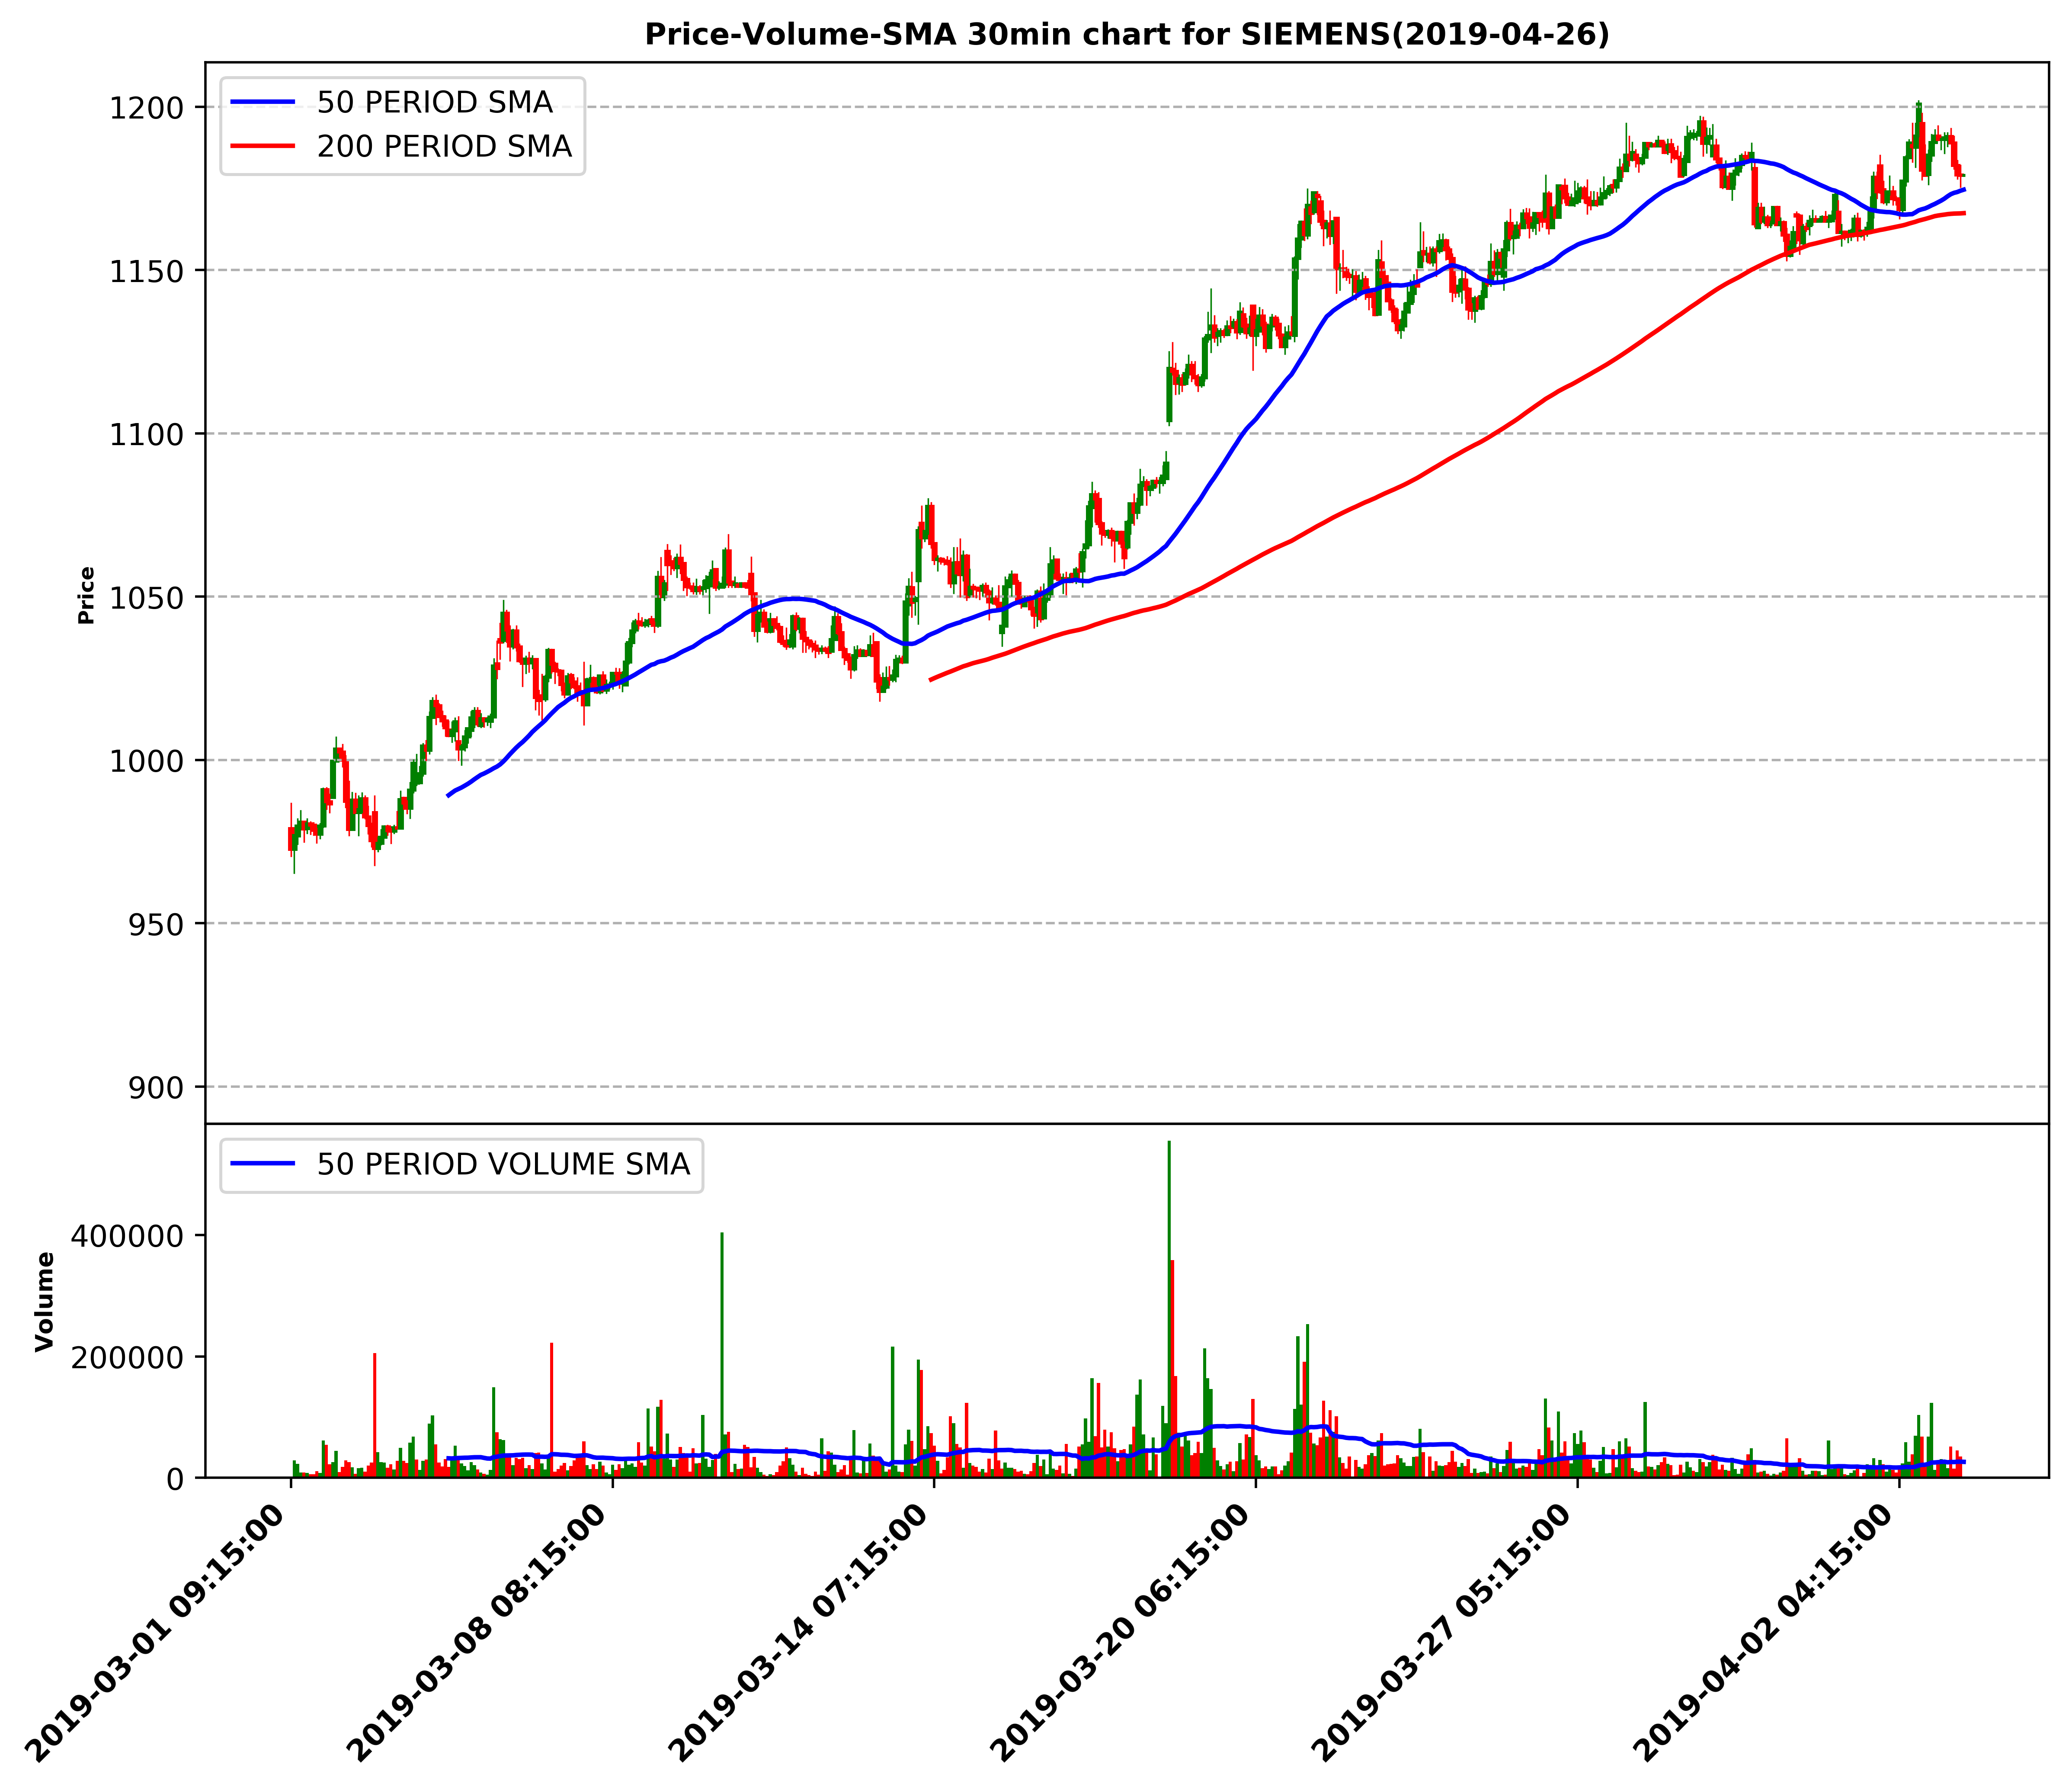 Price-Volume-SMA 30min chart for SIEMENS(2019-04-26)
50 PERIOD SMA
200 PERIOD SMA
1200
1150
1100
1050
1000
950
900
Price
50 PERIOD VOLUME SMA
400000
200000
0
Volume
2019-03-01 09:15:00
2019-03-08 08:15:00
2019-03-14 07:15:00
2019-03-20 06:15:00
2019-03-27 05:15:00
2019-04-02 04:15:00